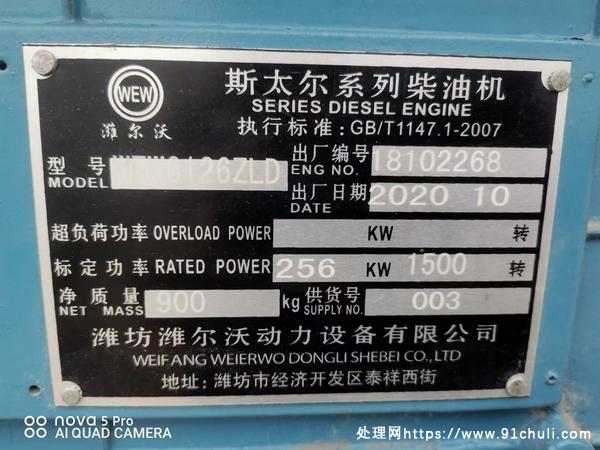 WEW
潍尔沃
斯太尔系列柴油机
SERIES DIESEL ENGINE
执行标准:GB/T1147.1-2007
型号 6126ZLD
MODEL
出厂编号 18102268
ENG NO.
出厂日期 2020 10
DATE
超负荷功率 OVERLOAD POWER KW 转
标定功率 RATED POWER 256 KW 1500 转
净质量 900 kg 供货号 003
NET MASS SUPPLY NO.
潍坊潍尔沃动力设备有限公司
WEIFANG WEIERWO DONGLI SHEBEI CO.,LTD
地址: 潍坊市经济开发区泰祥西街
nova 5 Pro
AI QUAD CAMERA
处理网https://www.91chuli.com/